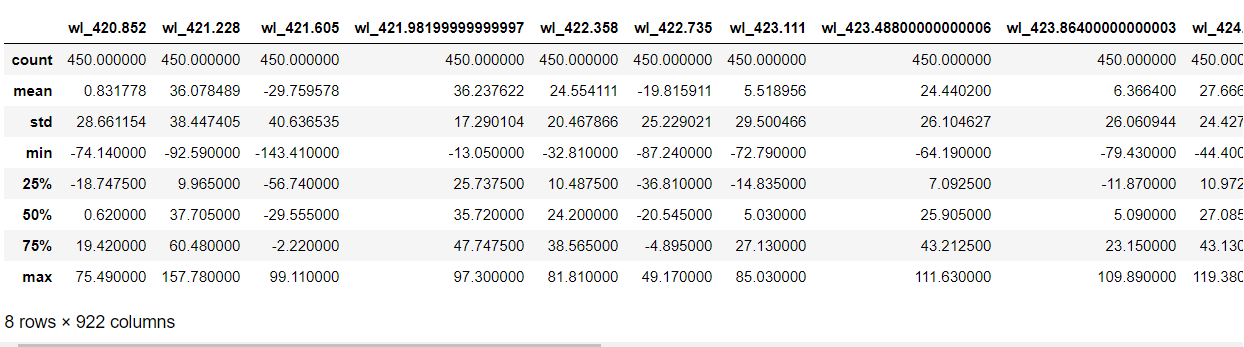 wl_420.852 wl_421.228 wl_421.605 wl_421.98199999999997 wl_422.358 wl_422.735 wl_423.111 wl_423.48800000000006 wl_423.86400000000003 wl_424.
count 450.000000 450.000000 450.000000 450.000000 450.000000 450.000000 450.000000 450.000000 450.000000 450.000
mean 0.831778 36.078489 -29.759578 36.237622 24.554111 -19.815911 5.518956 24.440200 6.366400 27.666
std 28.661154 38.447405 40.636535 17.290104 20.467866 25.229021 29.500466 26.104627 26.060944 24.427
min -74.140000 -92.590000 -143.410000 -13.050000 -32.810000 -87.240000 -72.790000 -64.190000 -79.430000 -44.400
25% -18.747500 9.965000 -56.740000 25.737500 10.487500 -36.810000 -14.835000 7.092500 -11.870000 10.972
50% 0.620000 37.705000 -29.555000 35.720000 24.200000 -20.545000 5.030000 25.905000 5.090000 27.085
75% 19.420000 60.480000 -2.220000 47.747500 38.565000 -4.895000 27.130000 43.212500 23.150000 43.130
max 75.490000 157.780000 99.110000 97.300000 81.810000 49.170000 85.030000 111.630000 109.890000 119.380
8 rows × 922 columns